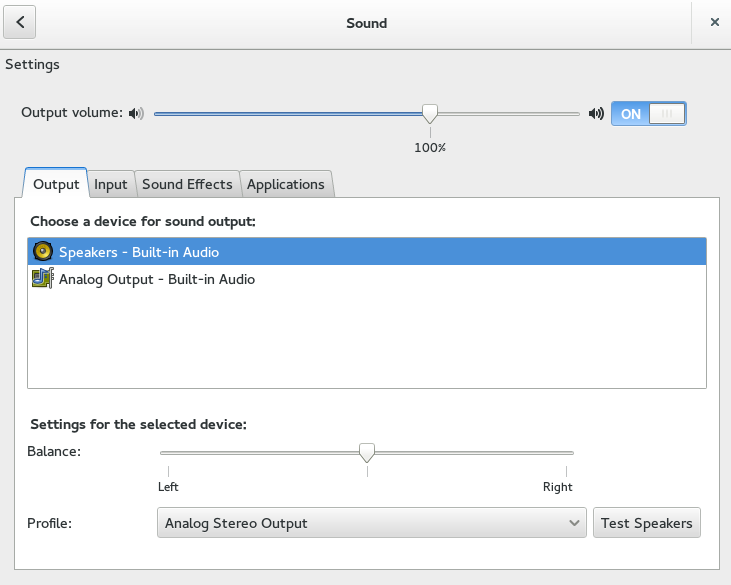 Sound
Settings
Output volume:
ON
100%
Output Input Sound Effects Applications
Choose a device for sound output:
Speakers - Built-in Audio
Analog Output - Built-in Audio
Settings for the selected device:
Balance:
Left Right
Profile: Analog Stereo Output Test Speakers